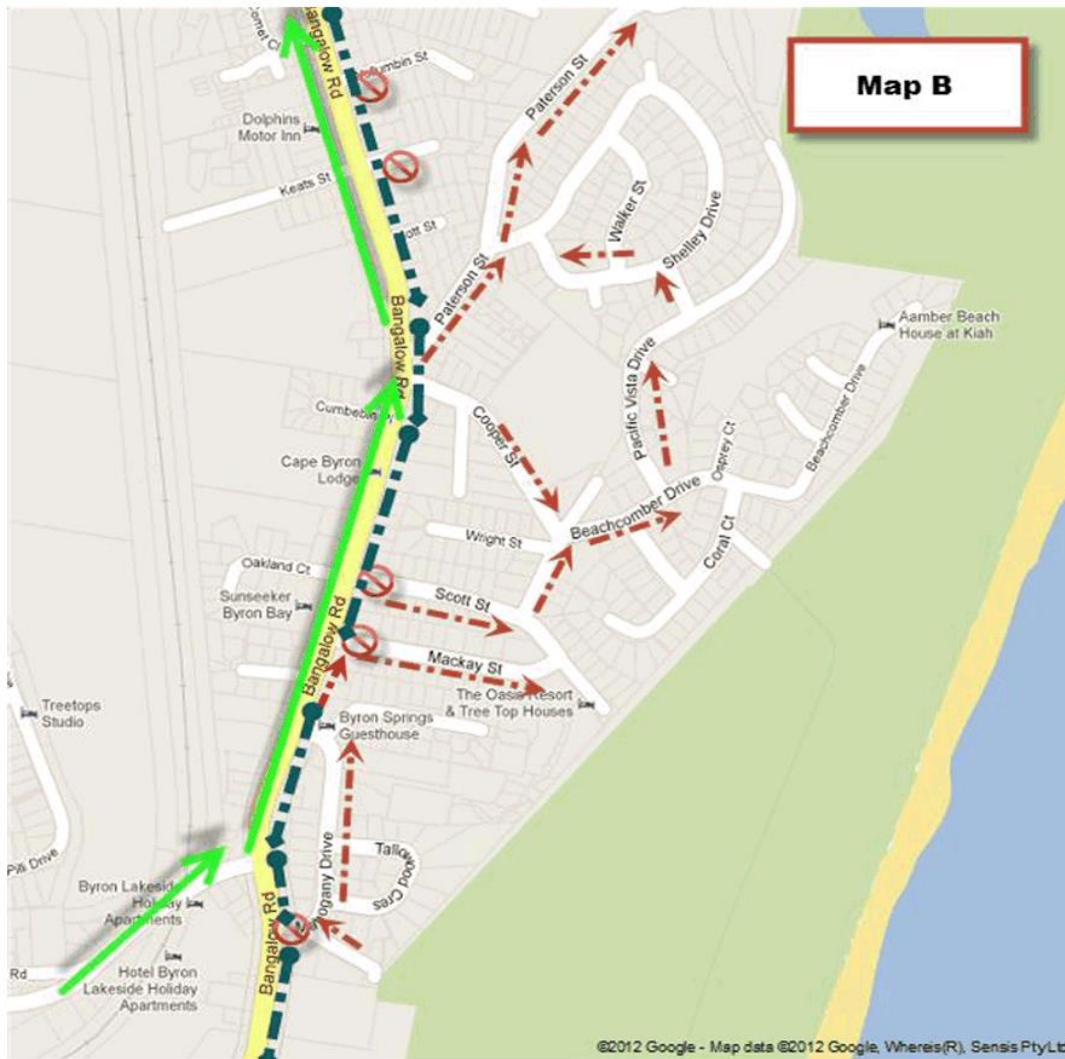 Map B
Bangalow Rd
Paterson St
Dolphins
Motor Inn
Keats St
Walker St
Shelley Drive
Paterson St
Bangalow Rd
Aamber Beach
House at Kiah
Pacific Vista Drive
Cooper St
Osprey Ct
Beachcomber Drive
Cape Byron
Lodge
Beachcomber Drive
Wright St
Coral Ct
Oakland Ct
Scott St
Sunseeker
Byron Bay
Bangalow Rd
Mackay St
The Oasis Resort
& Tree Top Houses
Treetops
Studio
Byron Springs
Guesthouse
Tallowood
Cres
Byron Lakeside
Holiday
Apartments
Bangalow Rd
Rd
Hotel Byron
Lakeside Holiday
Apartments
©2012 Google - Map data ©2012 Google, Whereis(R), Sensis Pty Ltd